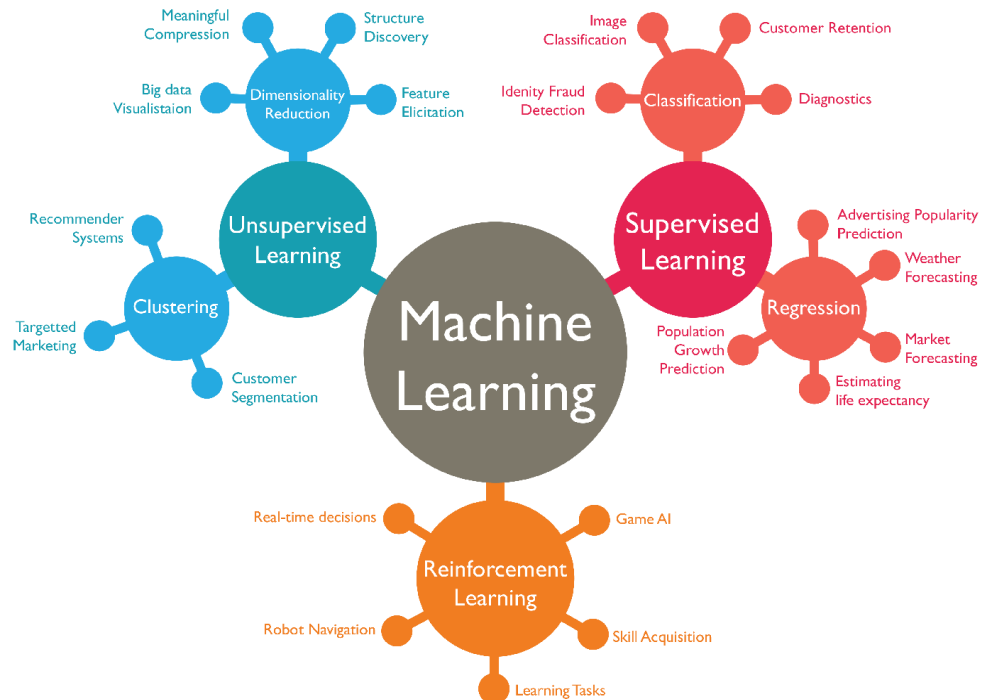 Meaningful
Compression
Structure
Discovery
Big data
Visualistaion
Dimensionality
Reduction
Feature
Elicitation
Image
Classification
Customer Retention
Idenity Fraud
Detection
Classification
Diagnostics
Unsupervised
Learning
Supervised
Learning
Recommender
Systems
Clustering
Targetted
Marketing
Customer
Segmentation
Machine
Learning
Advertising Popularity
Prediction
Weather
Forecasting
Regression
Population
Growth
Prediction
Market
Forecasting
Estimating
life expectancy
Real-time decisions
Game AI
Reinforcement
Learning
Robot Navigation
Skill Acquisition
Learning Tasks